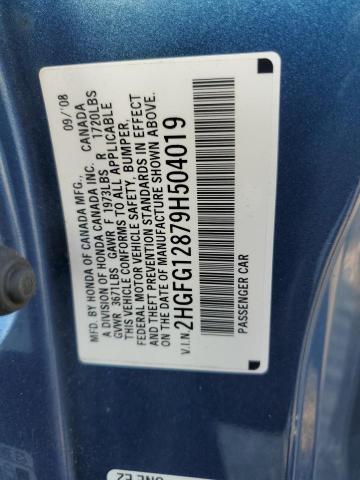 MFD. BY HONDA OF CANADA MFG.,
A DIVISION OF HONDA CANADA INC. CANADA 09/'08
GVWR 3671LBS GAWR F 1973LBS R 1720LBS
THIS VEHICLE CONFORMS TO ALL APPLICABLE
FEDERAL MOTOR VEHICLE SAFETY, BUMPER,
AND THEFT PREVENTION STANDARDS IN EFFECT
ON THE DATE OF MANUFACTURE SHOWN ABOVE.
V.I.N. 2HGFG12879H504019
PASSENGER CAR